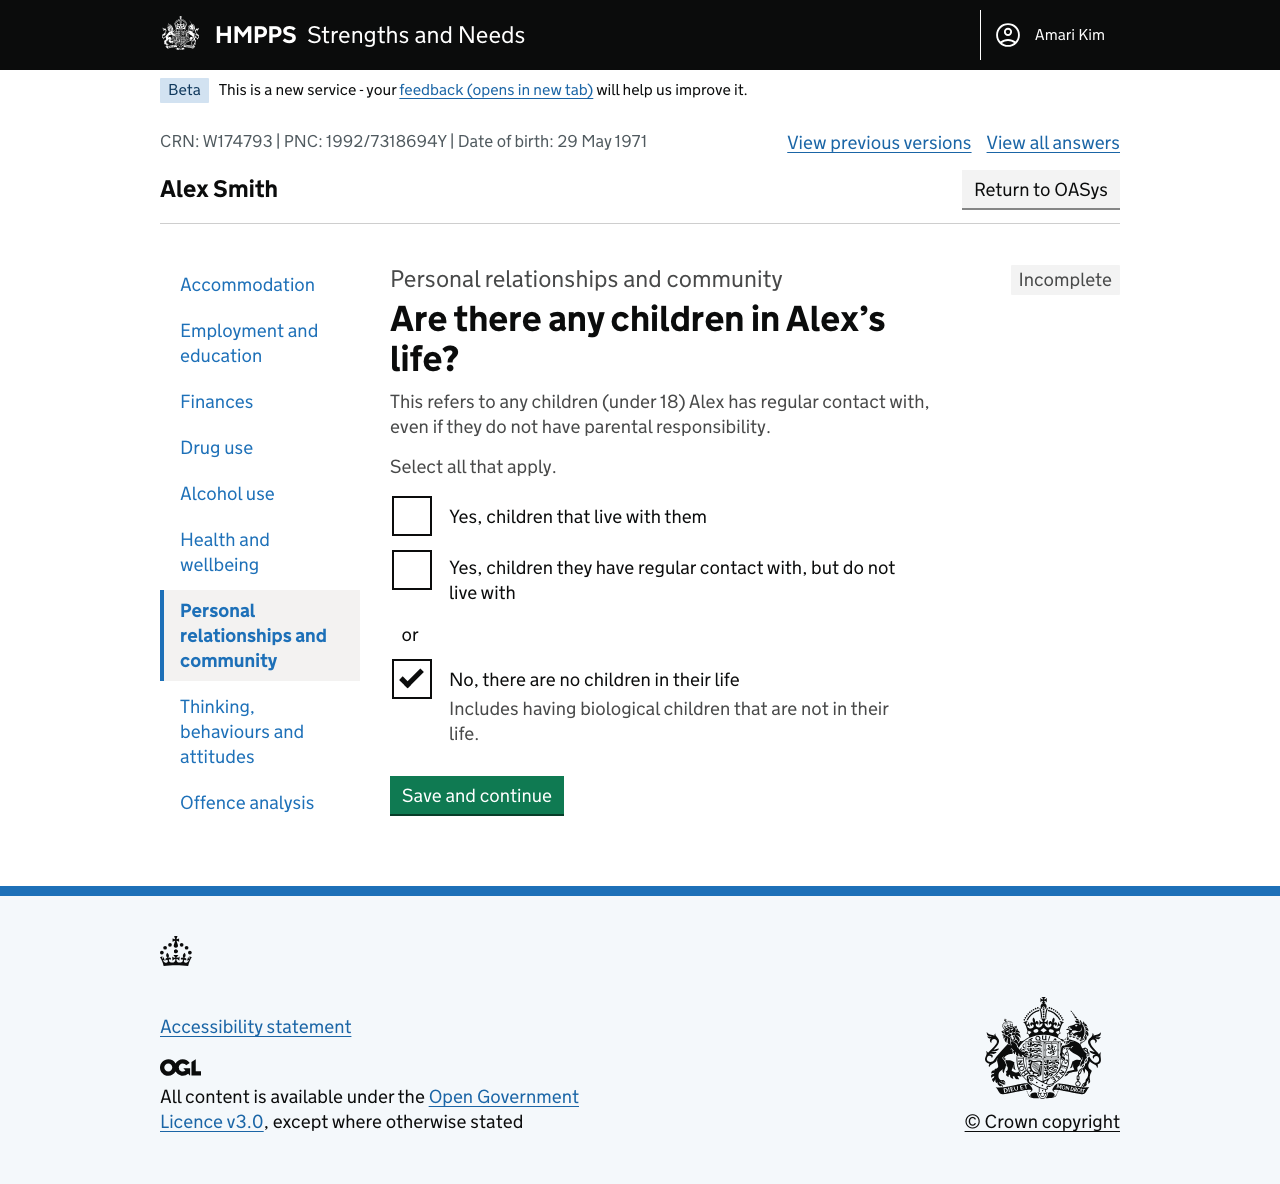 HMPPS Strengths and Needs
Amari Kim
Beta This is a new service - your feedback (opens in new tab) will help us improve it.
CRN: W174793 | PNC: 1992/7318694Y | Date of birth: 29 May 1971
View previous versions View all answers
Alex Smith
Return to OASys
Accommodation
Employment and
education
Finances
Drug use
Alcohol use
Health and
wellbeing
Personal
relationships and
community
Thinking,
behaviours and
attitudes
Offence analysis
Personal relationships and community
Incomplete
Are there any children in Alex’s
life?
This refers to any children (under 18) Alex has regular contact with,
even if they do not have parental responsibility.
Select all that apply.
Yes, children that live with them
Yes, children they have regular contact with, but do not
live with
or
No, there are no children in their life
Includes having biological children that are not in their
life.
Save and continue
Accessibility statement
OGL
All content is available under the Open Government
Licence v3.0, except where otherwise stated
© Crown copyright